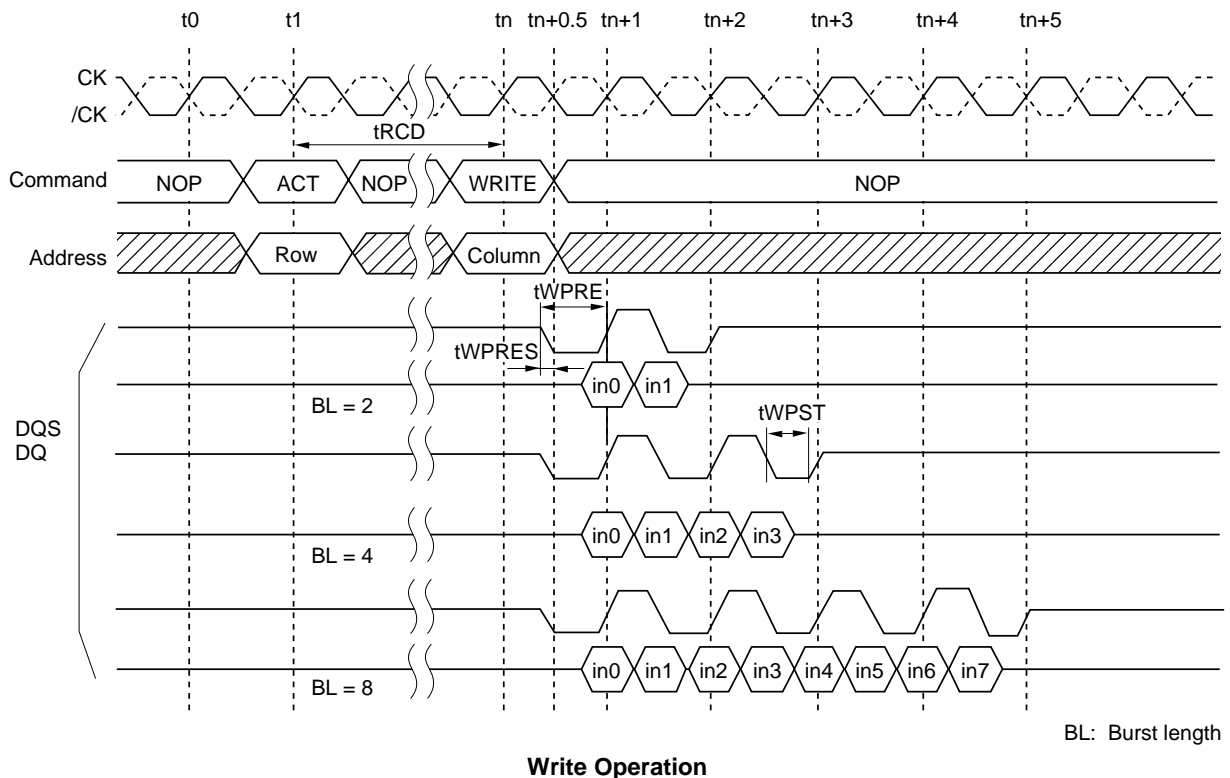 t0 t1 tn tn+0.5 tn+1 tn+2 tn+3 tn+4 tn+5
CK
/CK
tRCD
Command NOP ACT NOP WRITE NOP
Address Row Column
tWPRE
tWPRES
in0 in1
BL = 2
tWPST
DQS
DQ
in0 in1 in2 in3
BL = 4
in0 in1 in2 in3 in4 in5 in6 in7
BL = 8
BL: Burst length
Write Operation